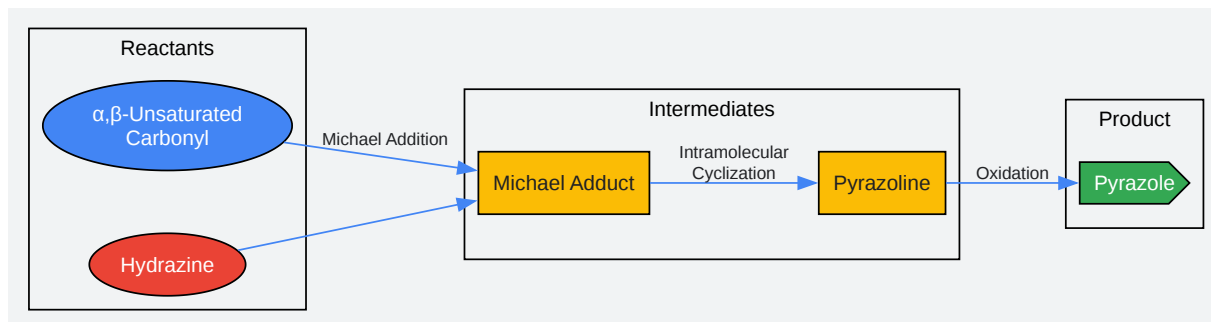 Reactants
α,β-Unsaturated
Carbonyl
Hydrazine
Michael Addition
Intermediates
Michael Adduct
Intramolecular
Cyclization
Pyrazoline
Oxidation
Product
Pyrazole